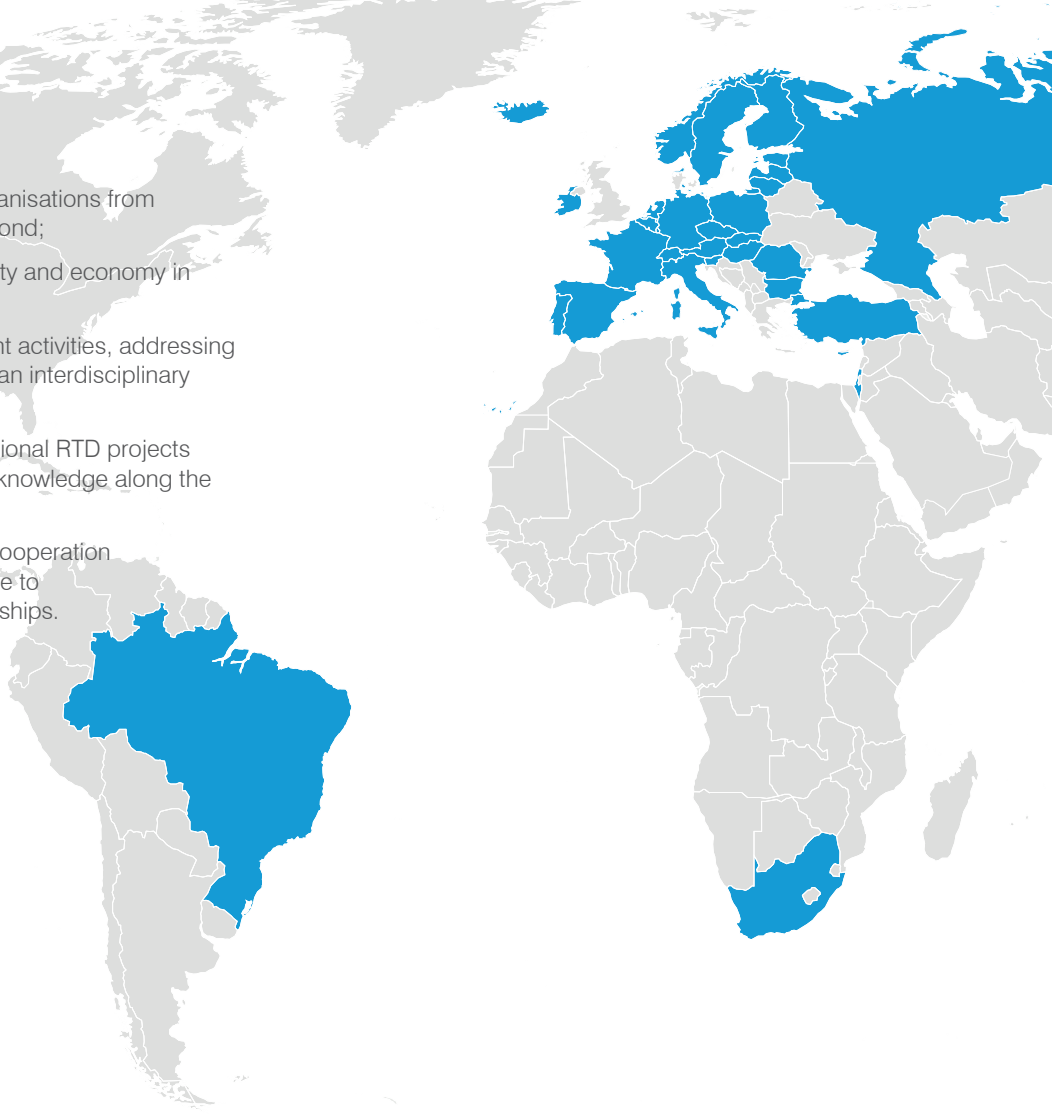 anisations from
ond;
ty and economy in
nt activities, addressing
an interdisciplinary
ional RTD projects
knowledge along the
ooperation
e to
ships.